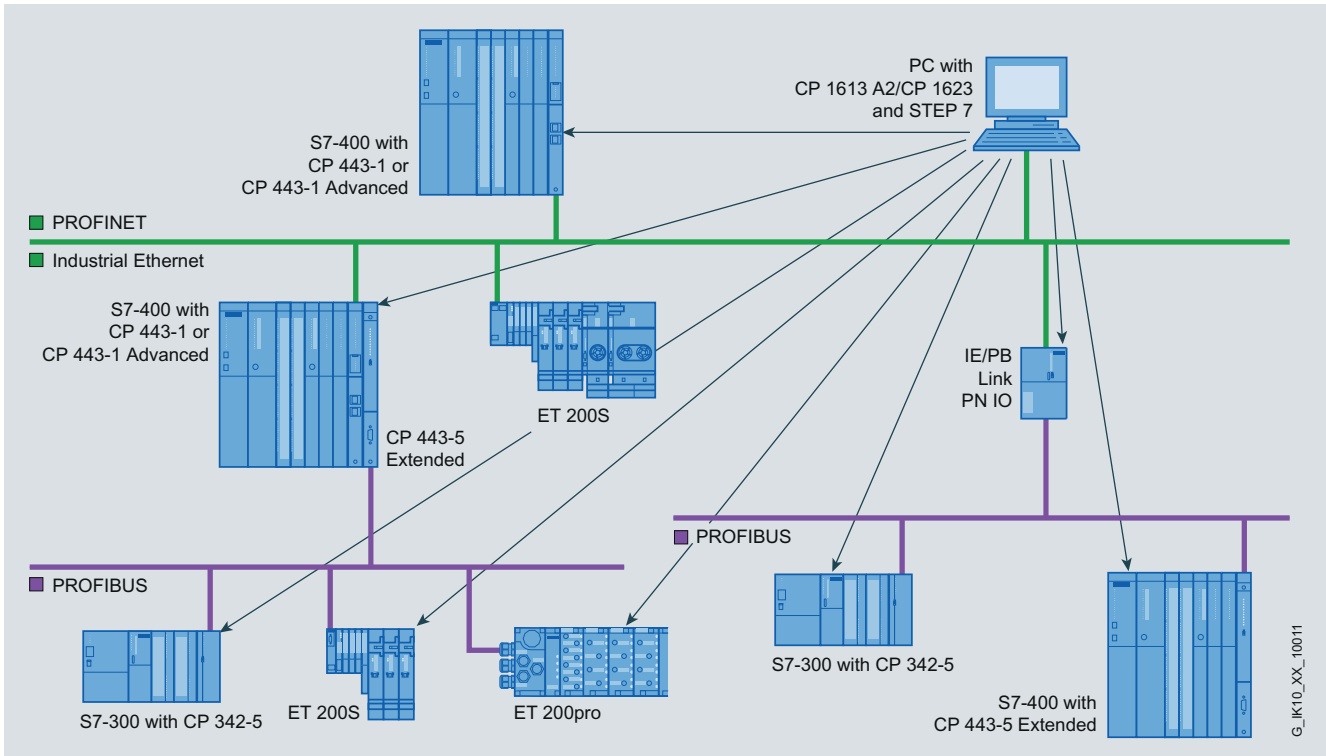 PC with
CP 1613 A2/CP 1623
and STEP 7
S7-400 with
CP 443-1 or
CP 443-1 Advanced
PROFINET
Industrial Ethernet
S7-400 with
CP 443-1 or
CP 443-1 Advanced
ET 200S
CP 443-5
Extended
IE/PB
Link
PN IO
PROFIBUS
PROFIBUS
S7-300 with CP 342-5
ET 200S
ET 200pro
S7-300 with CP 342-5
S7-400 with
CP 443-5 Extended
G_IK10_XX_10011